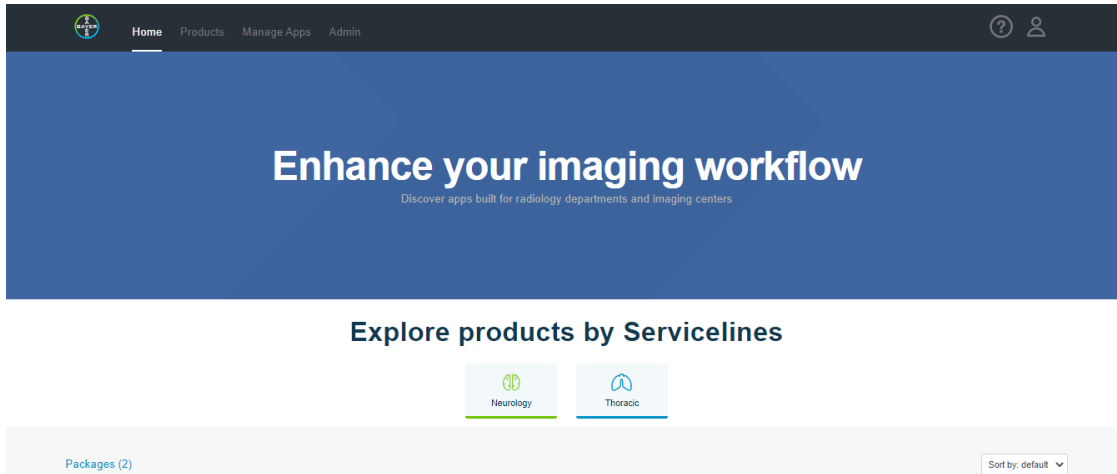 BAYER
Home Products Manage Apps Admin
?
Enhance your imaging workflow
Discover apps built for radiology departments and imaging centers
Explore products by Servicelines
Neurology Thoracic
Packages (2) Sort by: default